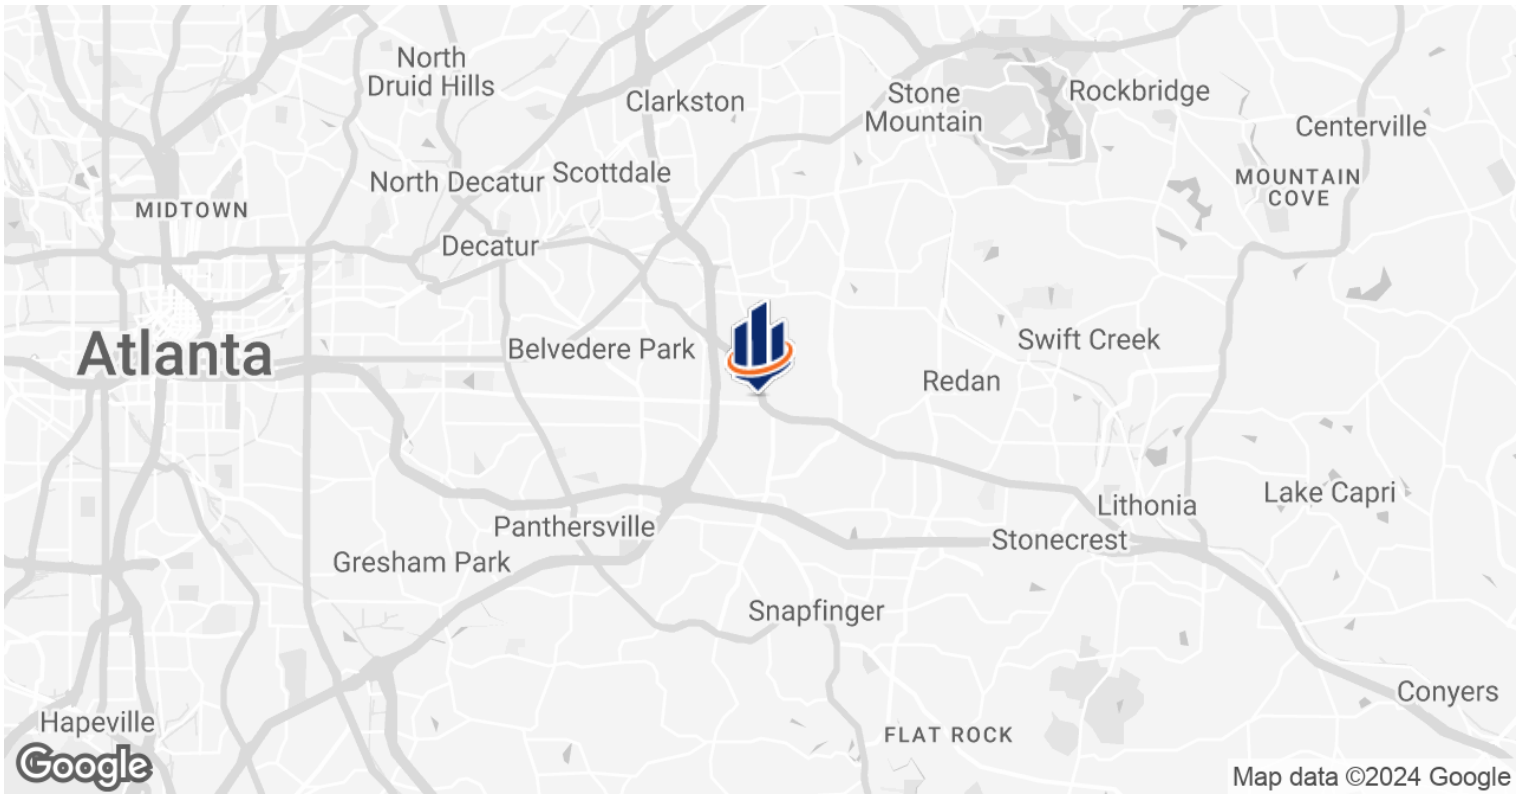 North
Druid Hills
Clarkston
Stone
Mountain
Rockbridge
Centerville
North Decatur
Scottdale
MOUNTAIN
COVE
MIDTOWN
Decatur
Atlanta
Belvedere Park
Swift Creek
Redan
Lake Capri
Lithonia
Panthersville
Stonecrest
Gresham Park
Snapfinger
Conyers
Hapeville
FLAT ROCK
Google
Map data ©2024 Google